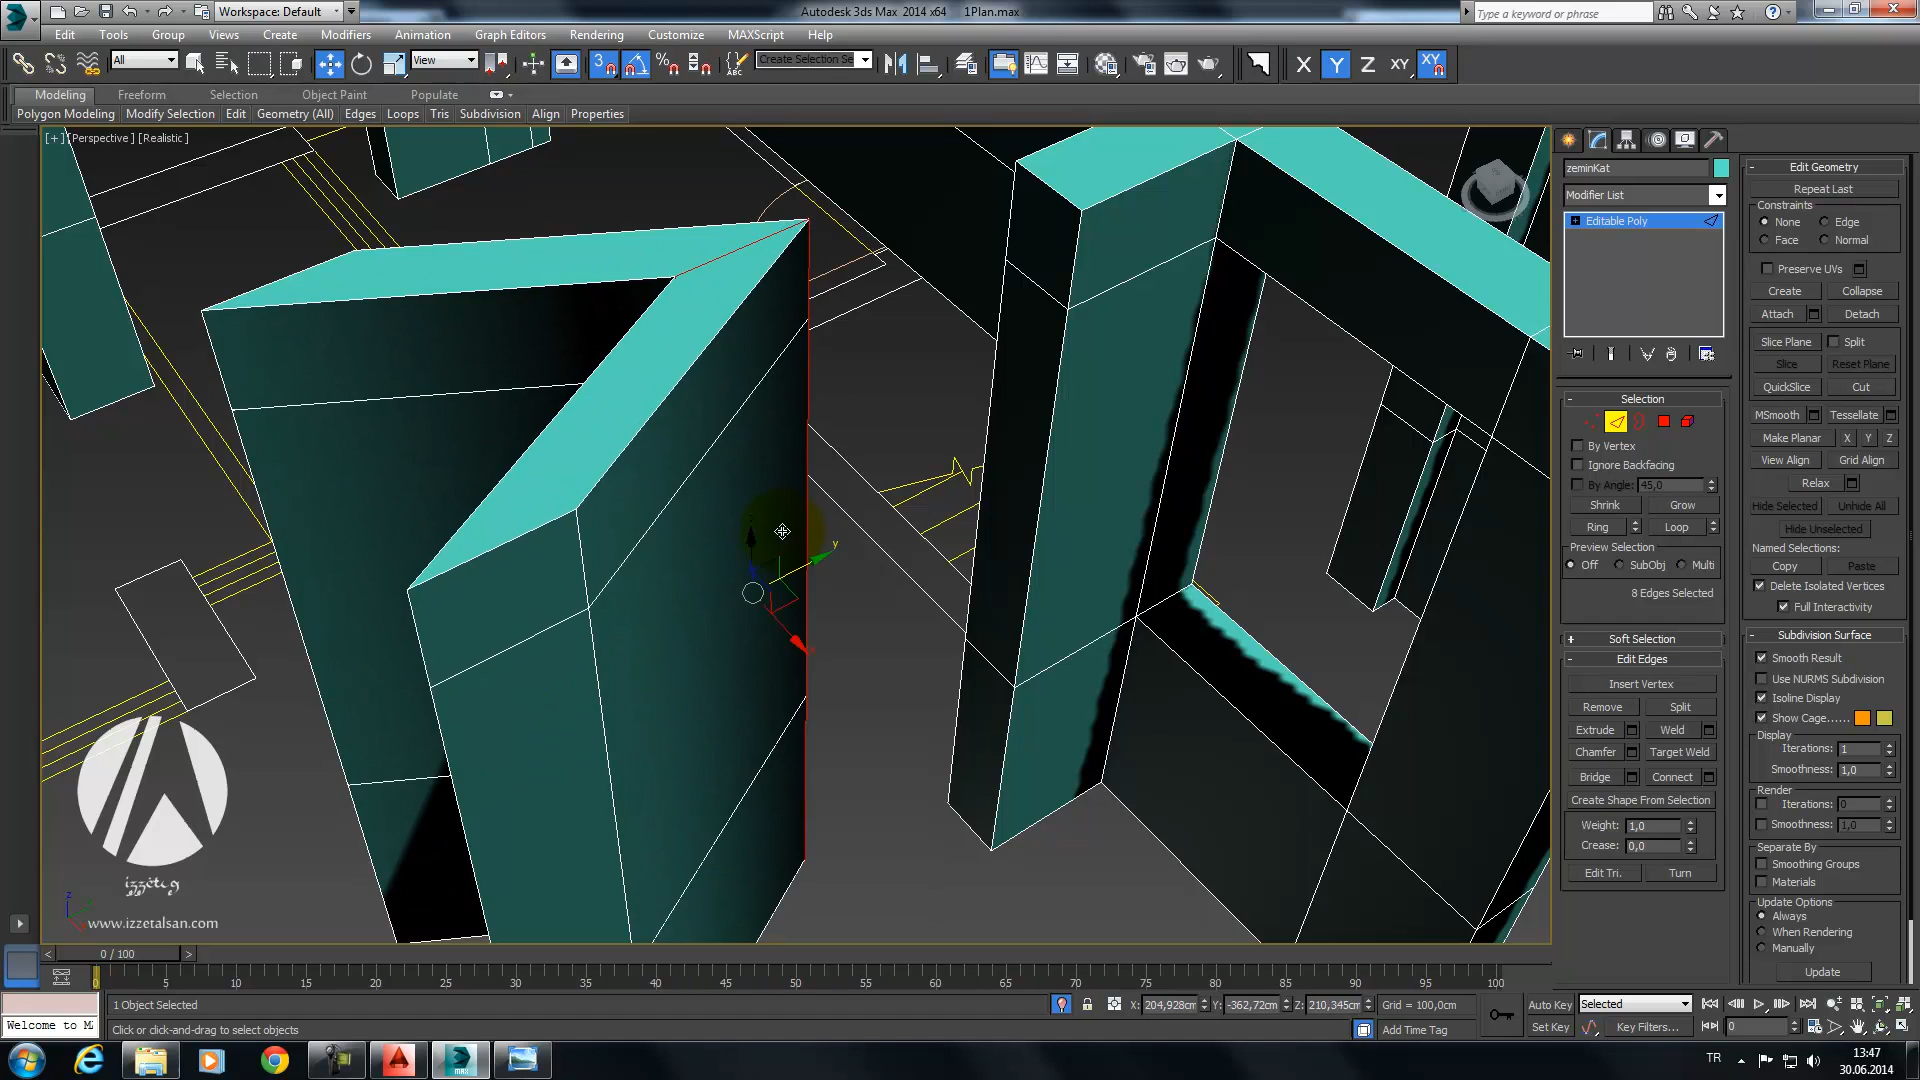 Workspace: Default
Autodesk 3ds Max 2014 x64 1Plan.max
Type a keyword or phrase
Edit Tools Group Views Create Modifiers Animation Graph Editors Rendering Customize MAXScript Help
All View Create Selection Se X Y Z XY XY
Modeling Freeform Selection Object Paint Populate
Polygon Modeling Modify Selection Edit Geometry (All) Edges Loops Tris Subdivision Align Properties
[+] [Perspective] [Realistic]
zeminKat
Modifier List
Editable Poly
Selection
By Vertex
Ignore Backfacing
By Angle: 45,0
Shrink Grow
Ring Loop
Preview Selection
Off SubObj Multi
8 Edges Selected
Soft Selection
Edit Edges
Insert Vertex
Remove Split
Extrude Weld
Chamfer Target Weld
Bridge Connect
Create Shape From Selection
Weight: 1,0
Crease: 0,0
Edit Tri. Turn
Edit Geometry
Repeat Last
Constraints
None Edge
Face Normal
Preserve UVs
Create Collapse
Attach Detach
Slice Plane Split
Slice Reset Plane
QuickSlice Cut
MSmooth Tessellate
Make Planar X Y Z
View Align Grid Align
Relax
Hide Selected Unhide All
Hide Unselected
Named Selections:
Copy Paste
Delete Isolated Vertices
Full Interactivity
Subdivision Surface
Smooth Result
Use NURMS Subdivision
Isoline Display
Show Cage......
Display
Iterations: 1
Smoothness: 1,0
Render
Iterations: 0
Smoothness: 1,0
Separate By
Smoothing Groups
Materials
Update Options
Always
When Rendering
Manually
Update
y
x
z
www.izzetalsan.com
0 / 100
0 5 10 15 20 25 30 35 40 45 50 55 60 65 70 75 80 85 90 95 100
1 Object Selected
X: 204,928cm Y: -362,72cm Z: 210,345cm Grid = 100,0cm
Auto Key Selected
Welcome to M
Click or click-and-drag to select objects
Add Time Tag
Set Key Key Filters... 0
TR
13:47
30.06.2014